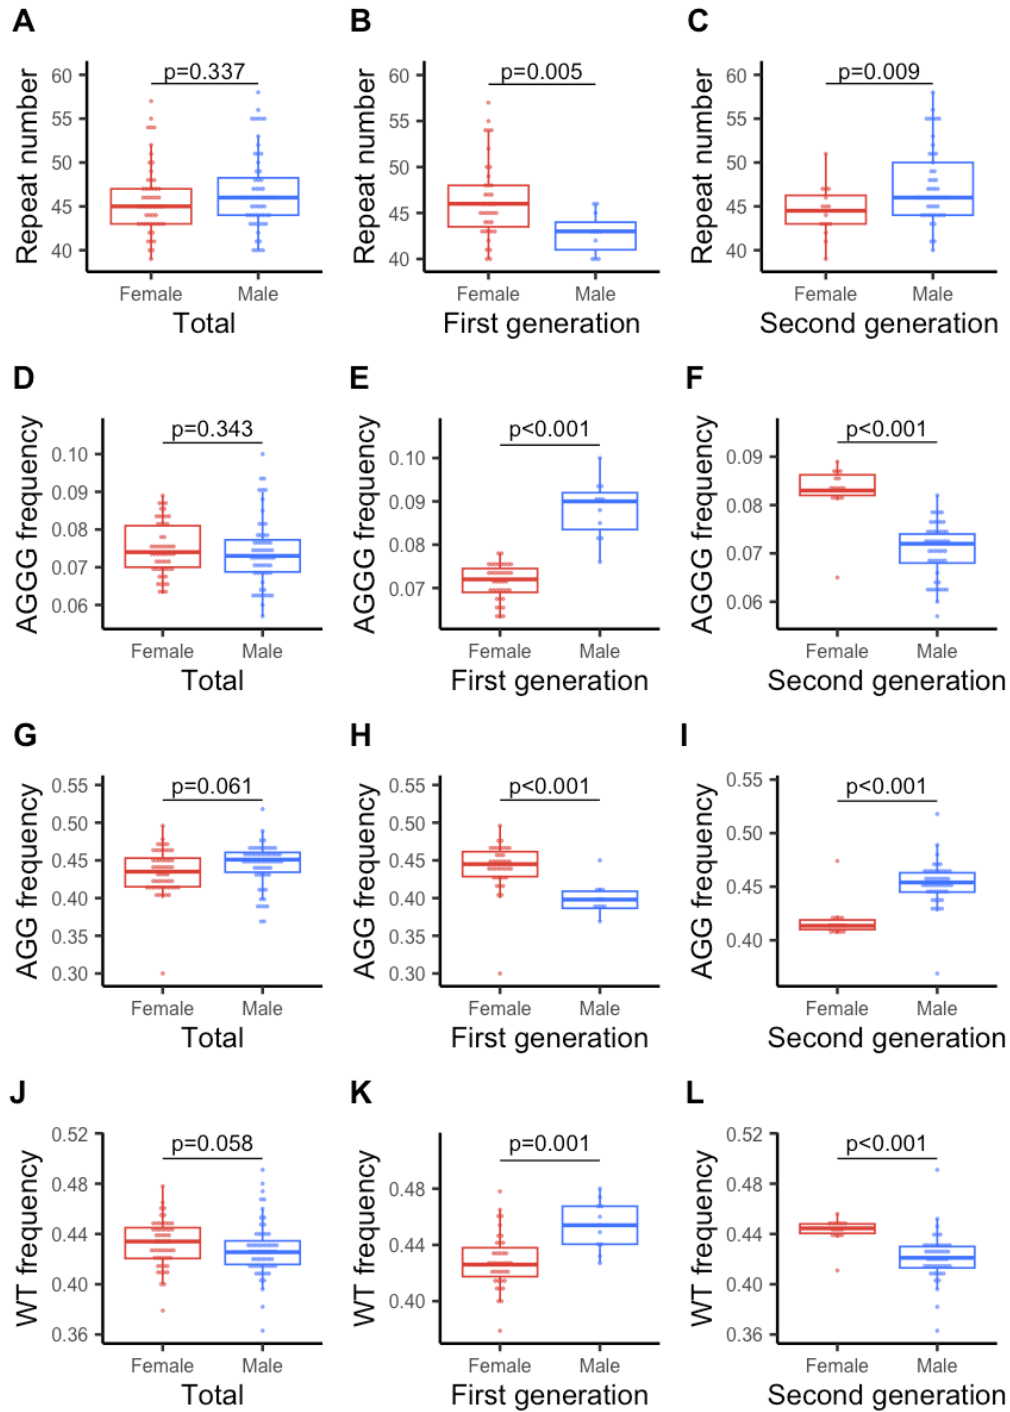 A
B
C
Repeat number
60
55
50
45
40
p=0.337
Female
Male
Total
Repeat number
60
55
50
45
40
p=0.005
Female
Male
First generation
Repeat number
60
55
50
45
40
p=0.009
Female
Male
Second generation
D
E
F
AGGG frequency
0.10
0.09
0.08
0.07
0.06
p=0.343
Female
Male
Total
AGGG frequency
0.10
0.09
0.08
0.07
p<0.001
Female
Male
First generation
AGGG frequency
0.09
0.08
0.07
0.06
p<0.001
Female
Male
Second generation
G
H
I
AGG frequency
0.55
0.50
0.45
0.40
0.35
0.30
p=0.061
Female
Male
Total
AGG frequency
0.55
0.50
0.45
0.40
0.35
0.30
p<0.001
Female
Male
First generation
AGG frequency
0.55
0.50
0.45
0.40
p<0.001
Female
Male
Second generation
J
K
L
WT frequency
0.52
0.48
0.44
0.40
0.36
p=0.058
Female
Male
Total
WT frequency
0.48
0.44
0.40
p=0.001
Female
Male
First generation
WT frequency
0.52
0.48
0.44
0.40
0.36
p<0.001
Female
Male
Second generation